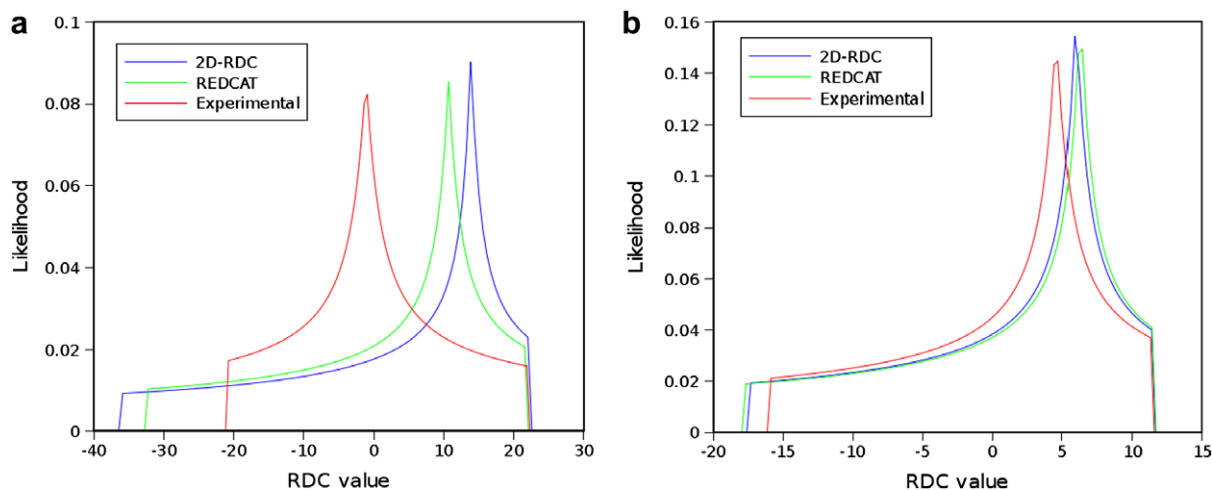 a
0.1
0.08
0.06
0.04
0.02
0
Likelihood
2D-RDC
REDCAT
Experimental
-40
-30
-20
-10
0
10
20
30
RDC value
b
0.16
0.14
0.12
0.1
0.08
0.06
0.04
0.02
0
Likelihood
2D-RDC
REDCAT
Experimental
-20
-15
-10
-5
0
5
10
15
RDC value